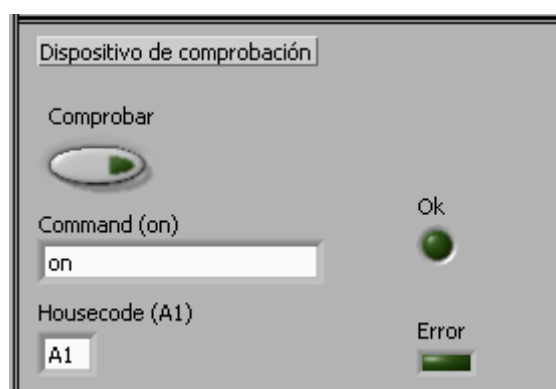 Dispositivo de comprobación
Comprobar
Command (on)
on
Housecode (A1)
A1
Ok
Error